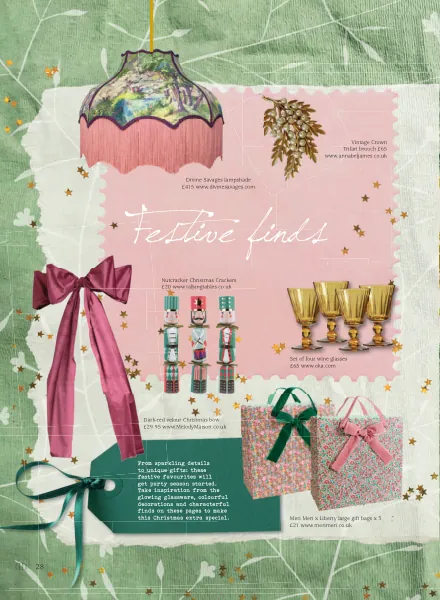 Vintage Crown
Trifari brooch £65
www.annabeljames.co.uk
Divine Savages lampshade
£415 www.divinesavages.com
Festive finds
Nutcracker Christmas Crackers
£20 www.talkingtables.co.uk
Set of four wine glasses
£65 www.oka.com
Dark-red velour Christmas bow
£29.95 www.MelodyMaison.co.uk
From sparkling details
to unique gifts: these
festive favourites will
get party season started.
Take inspiration from the
glowing glassware, colourful
decorations and characterful
finds on these pages to make
this Christmas extra special.
Meri Meri x Liberty large gift bags x 3
£21 www.merimeri.co.uk
28